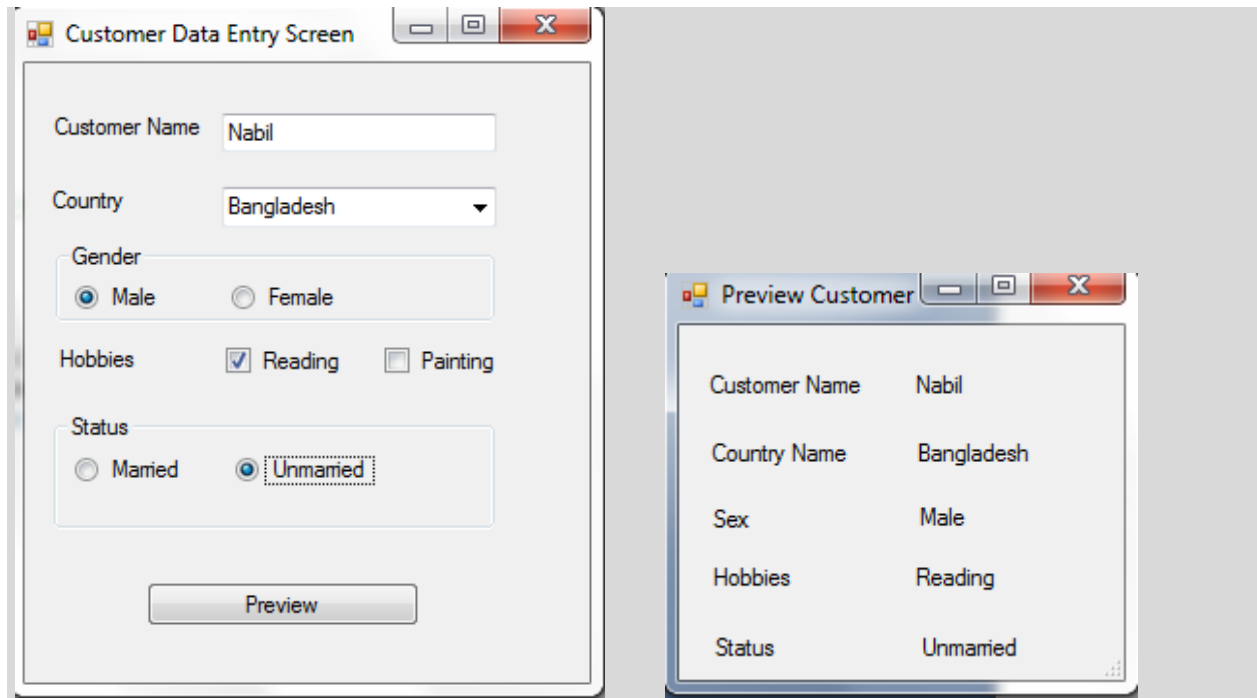 Customer Data Entry Screen
Customer Name Nabil
Country Bangladesh
Gender
Male Female
Hobbies Reading Painting
Status
Married Unmarried
Preview
Preview Customer
Customer Name Nabil
Country Name Bangladesh
Sex Male
Hobbies Reading
Status Unmarried